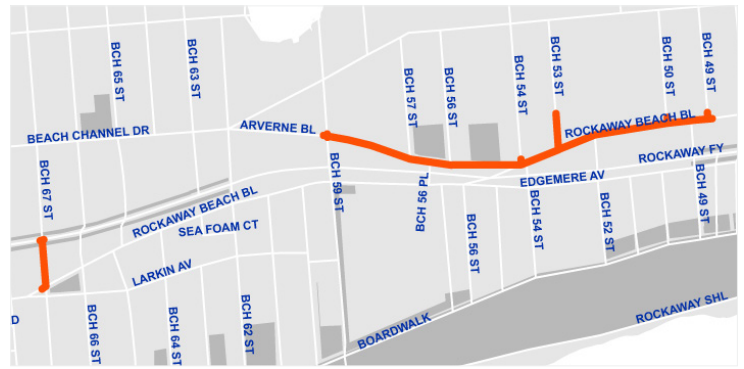 BCH 65 ST
BCH 63 ST
BCH 57 ST
BCH 56 ST
BCH 54 ST
BCH 53 ST
BCH 50 ST
BCH 49 ST
BEACH CHANNEL DR
ARVERNE BL
ROCKAWAY BEACH BL
ROCKAWAY FY
EDGEMERE AV
BCH 67 ST
ROCKAWAY BEACH BL
BCH 59 ST
BCH 56 PL
SEA FOAM CT
BCH 56 ST
BCH 54 ST
BCH 52 ST
BCH 49 ST
LARKIN AV
D
BCH 66 ST
BCH 64 ST
BCH 62 ST
BOARDWALK
ROCKAWAY SHL